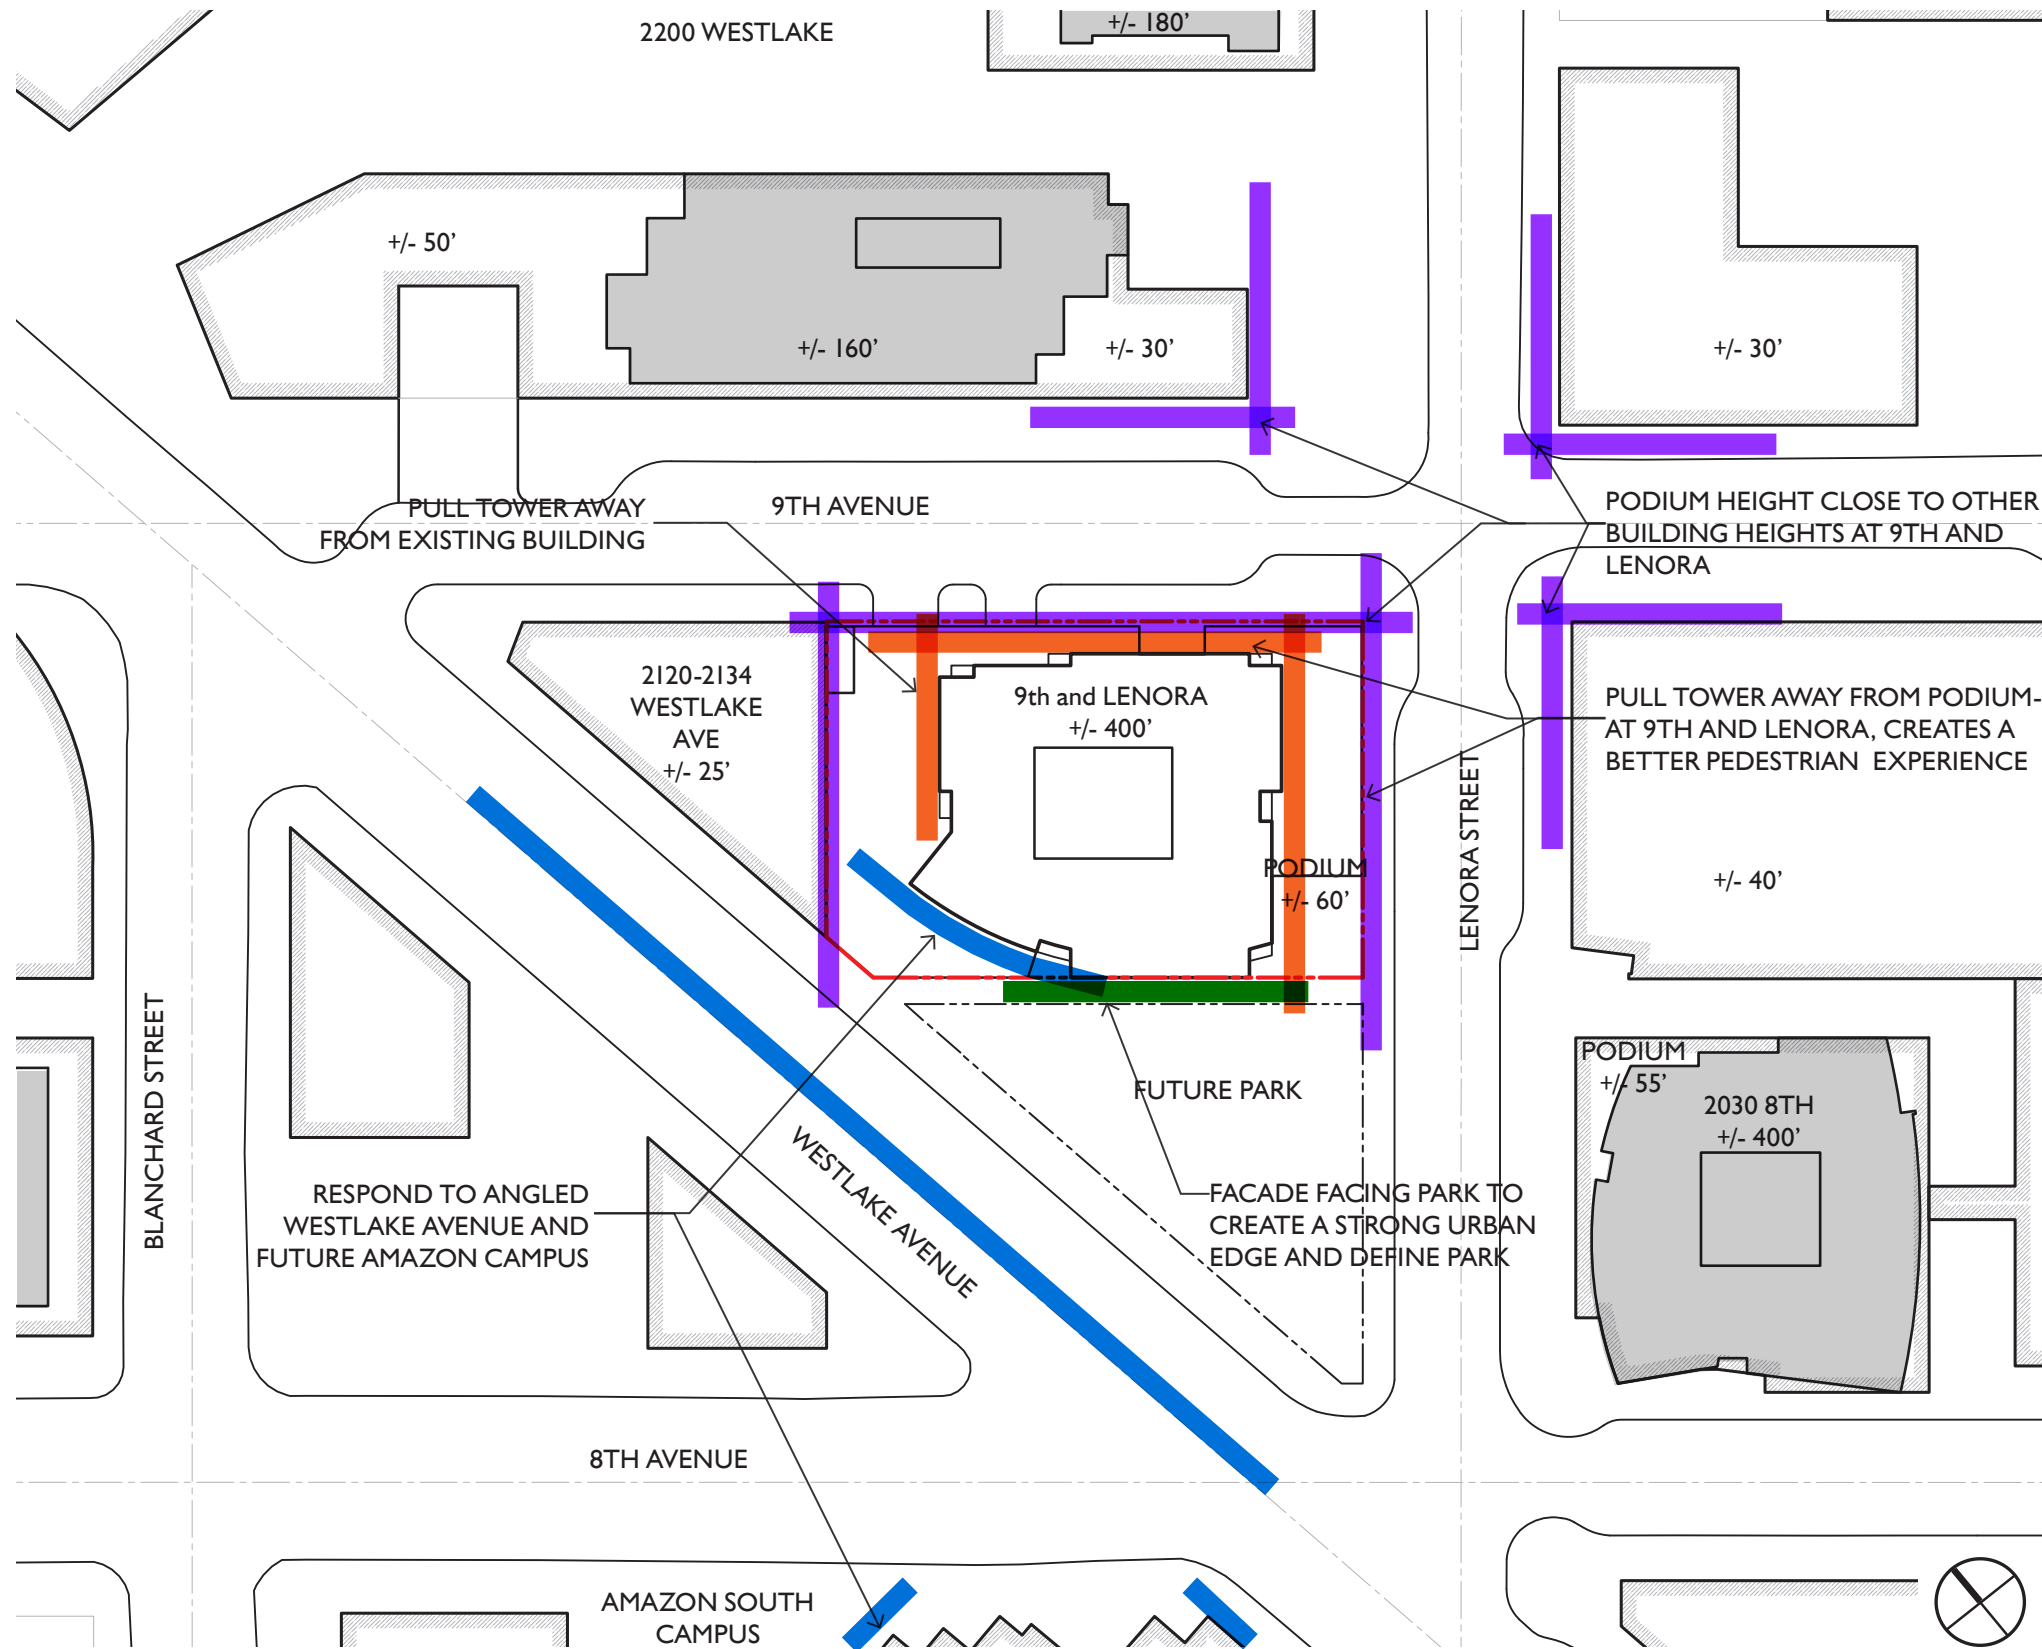 2200 WESTLAKE
+/- 180’
+/- 50’
+/- 160’
+/- 30’
+/- 30’
PULL TOWER AWAY
FROM EXISTING BUILDING
9TH AVENUE
PODIUM HEIGHT CLOSE TO OTHER
BUILDING HEIGHTS AT 9TH AND
LENORA
2120-2134
WESTLAKE
AVE
+/- 25’
9th and LENORA
+/- 400’
PULL TOWER AWAY FROM PODIUM-
AT 9TH AND LENORA, CREATES A
BETTER PEDESTRIAN EXPERIENCE
LENORA STREET
PODIUM
+/- 60’
+/- 40’
BLANCHARD STREET
FUTURE PARK
PODIUM
+/- 55’
2030 8TH
+/- 400’
WESTLAKE AVENUE
RESPOND TO ANGLED
WESTLAKE AVENUE AND
FUTURE AMAZON CAMPUS
FACADE FACING PARK TO
CREATE A STRONG URBAN
EDGE AND DEFINE PARK
8TH AVENUE
AMAZON SOUTH
CAMPUS